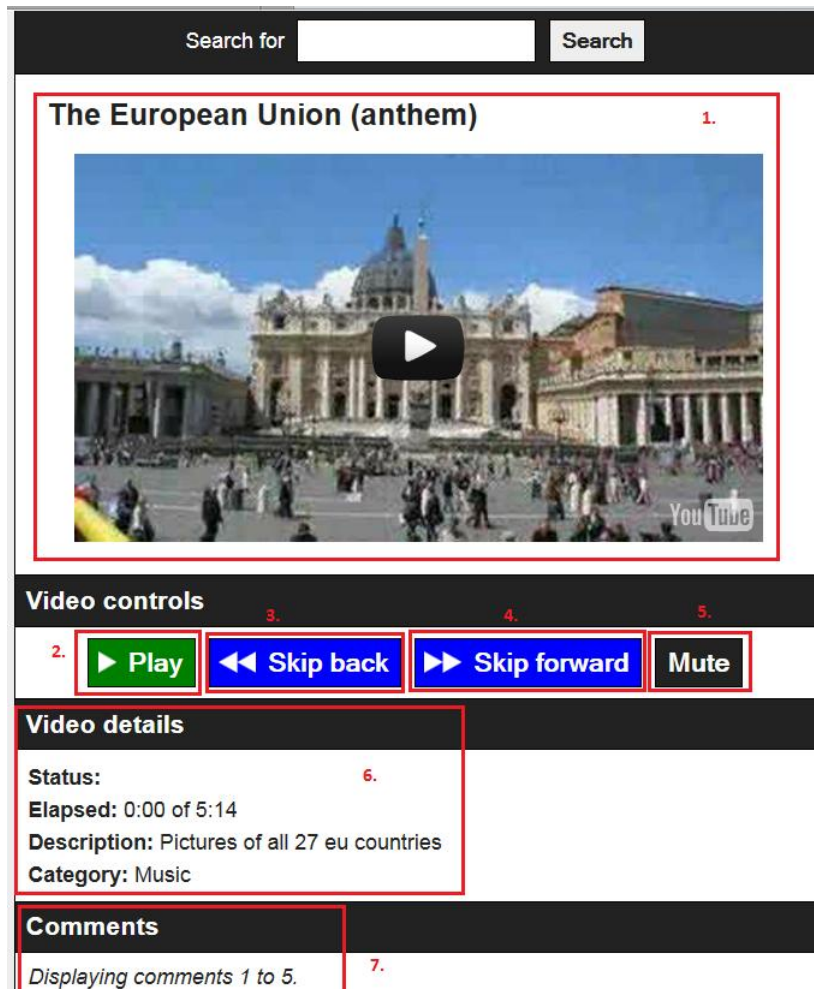 Search for Search
The European Union (anthem)
1.
YouTube
Video controls
3. 4. 5.
2. Play Skip back Skip forward Mute
Video details
Status:
6.
Elapsed: 0:00 of 5:14
Description: Pictures of all 27 eu countries
Category: Music
Comments
7.
Displaying comments 1 to 5.